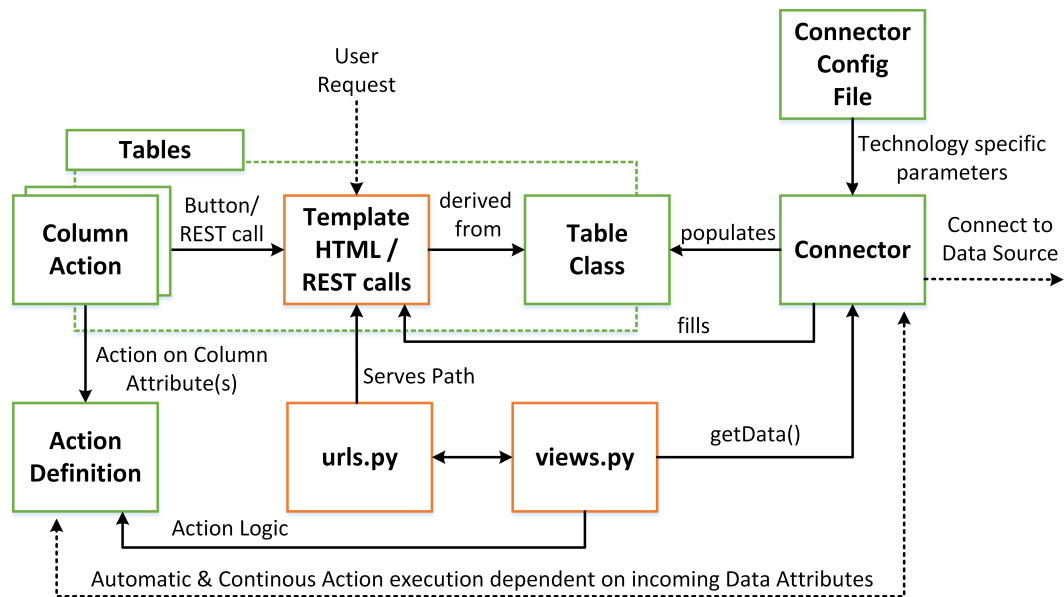 Connector
Config
File
User
Request
Technology specific
parameters
Tables
Column
Action
Button/
REST call
Template
HTML /
REST calls
derived
from
Table
Class
populates
Connector
Connect to
Data Source
fills
Action on Column
Attribute(s)
Serves Path
Action
Definition
urls.py
views.py
getData()
Action Logic
Automatic & Continous Action execution dependent on incoming Data Attributes